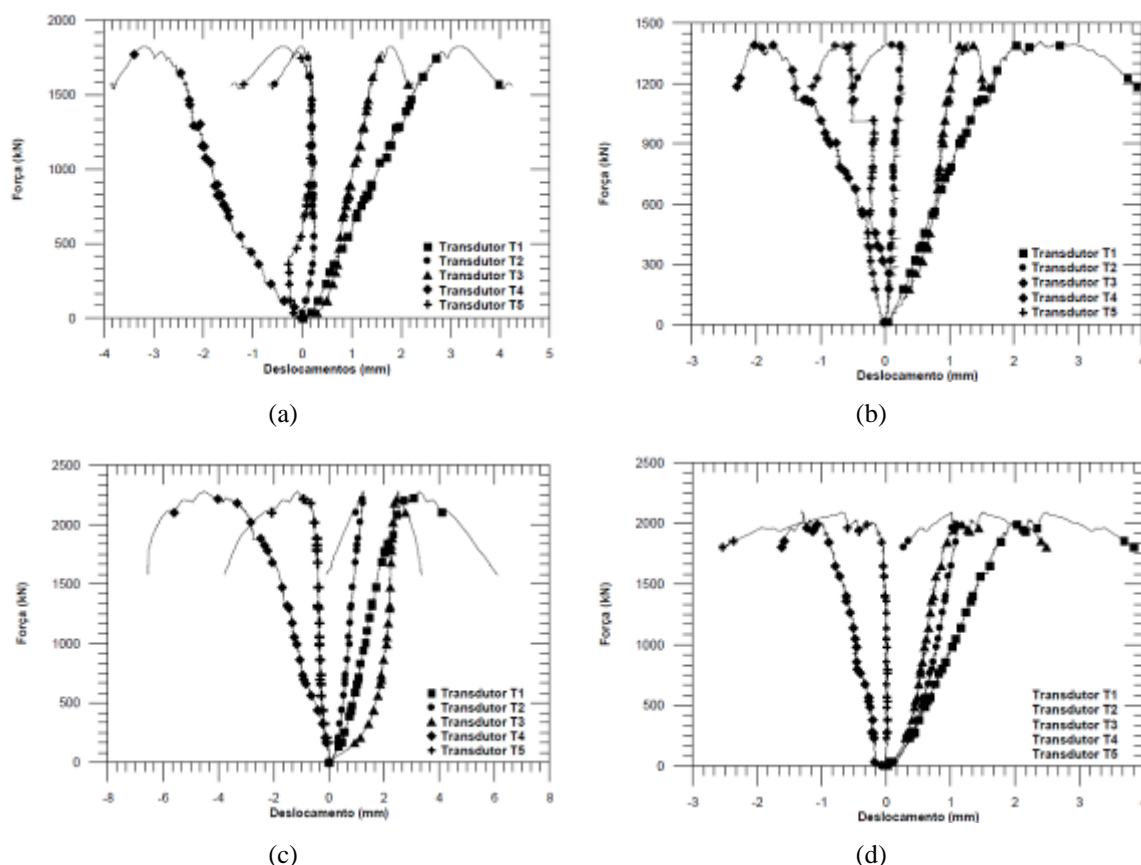 2000
1500
1000
500
0
Força (kN)
Transdutor T1
Transdutor T2
Transdutor T3
Transdutor T4
Transdutor T5
-4 -3 -2 -1 0 1 2 3 4 5
Deslocamentos (mm)
(a)
1500
1200
900
600
300
0
Força (kN)
Transdutor T1
Transdutor T2
Transdutor T3
Transdutor T4
Transdutor T5
-3 -2 -1 0 1 2 3 4
Deslocamento (mm)
(b)
2500
2000
1500
1000
500
0
Força (kN)
Transdutor T1
Transdutor T2
Transdutor T3
Transdutor T4
Transdutor T5
-8 -6 -4 -2 0 2 4 6 8
Deslocamento (mm)
(c)
2500
2000
1500
1000
500
0
Força (kN)
Transdutor T1
Transdutor T2
Transdutor T3
Transdutor T4
Transdutor T5
-3 -2 -1 0 1 2 3 4
Deslocamento (mm)
(d)